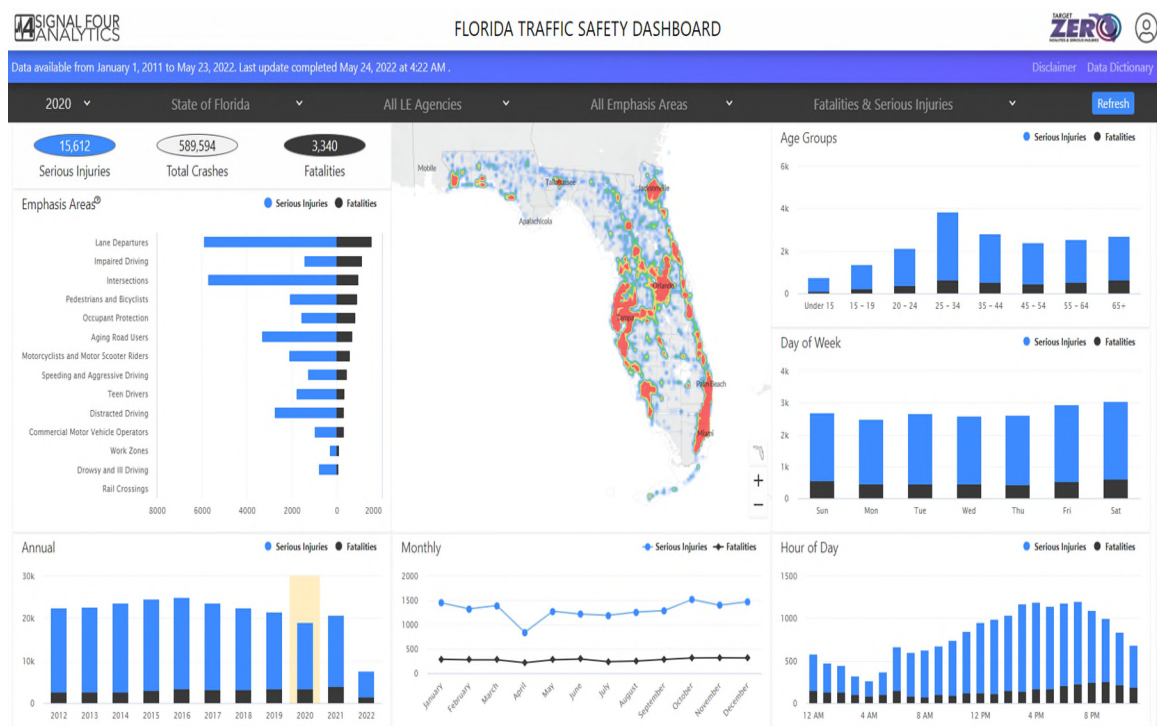 SIGNAL FOUR
ANALYTICS
FLORIDA TRAFFIC SAFETY DASHBOARD
TARGET
ZERO
Data available from January 1, 2011 to May 23, 2022. Last update completed May 24, 2022 at 4:22 AM .
Disclaimer Data Dictionary
2020 State of Florida All LE Agencies All Emphasis Areas Fatalities & Serious Injuries Refresh
15,612 589,594 3,340
Serious Injuries Total Crashes Fatalities
Emphasis Areas
Serious Injuries Fatalities
Lane Departures
Impaired Driving
Intersections
Pedestrians and Bicyclists
Occupant Protection
Aging Road Users
Motorcyclists and Motor Scooter Riders
Speeding and Aggressive Driving
Teen Drivers
Distracted Driving
Commercial Motor Vehicle Operators
Work Zones
Drowsy and Ill Driving
Rail Crossings
8000 6000 4000 2000 0 2000
Mobile
Tallahassee
Jacksonville
Apalachicola
Orlando
Tampa
Palm Beach
Miami
+
−
Age Groups
Serious Injuries Fatalities
6k
4k
2k
0
Under 15 15 - 19 20 - 24 25 - 34 35 - 44 45 - 54 55 - 64 65+
Day of Week
Serious Injuries Fatalities
4k
3k
2k
1k
0
Sun Mon Tue Wed Thu Fri Sat
Annual
Serious Injuries Fatalities
30k
20k
10k
0
2012 2013 2014 2015 2016 2017 2018 2019 2020 2021 2022
Monthly
Serious Injuries Fatalities
2000
1500
1000
500
0
January February March April May June July August September October November December
Hour of Day
Serious Injuries Fatalities
1500
1000
500
0
12 AM 4 AM 8 AM 12 PM 4 PM 8 PM